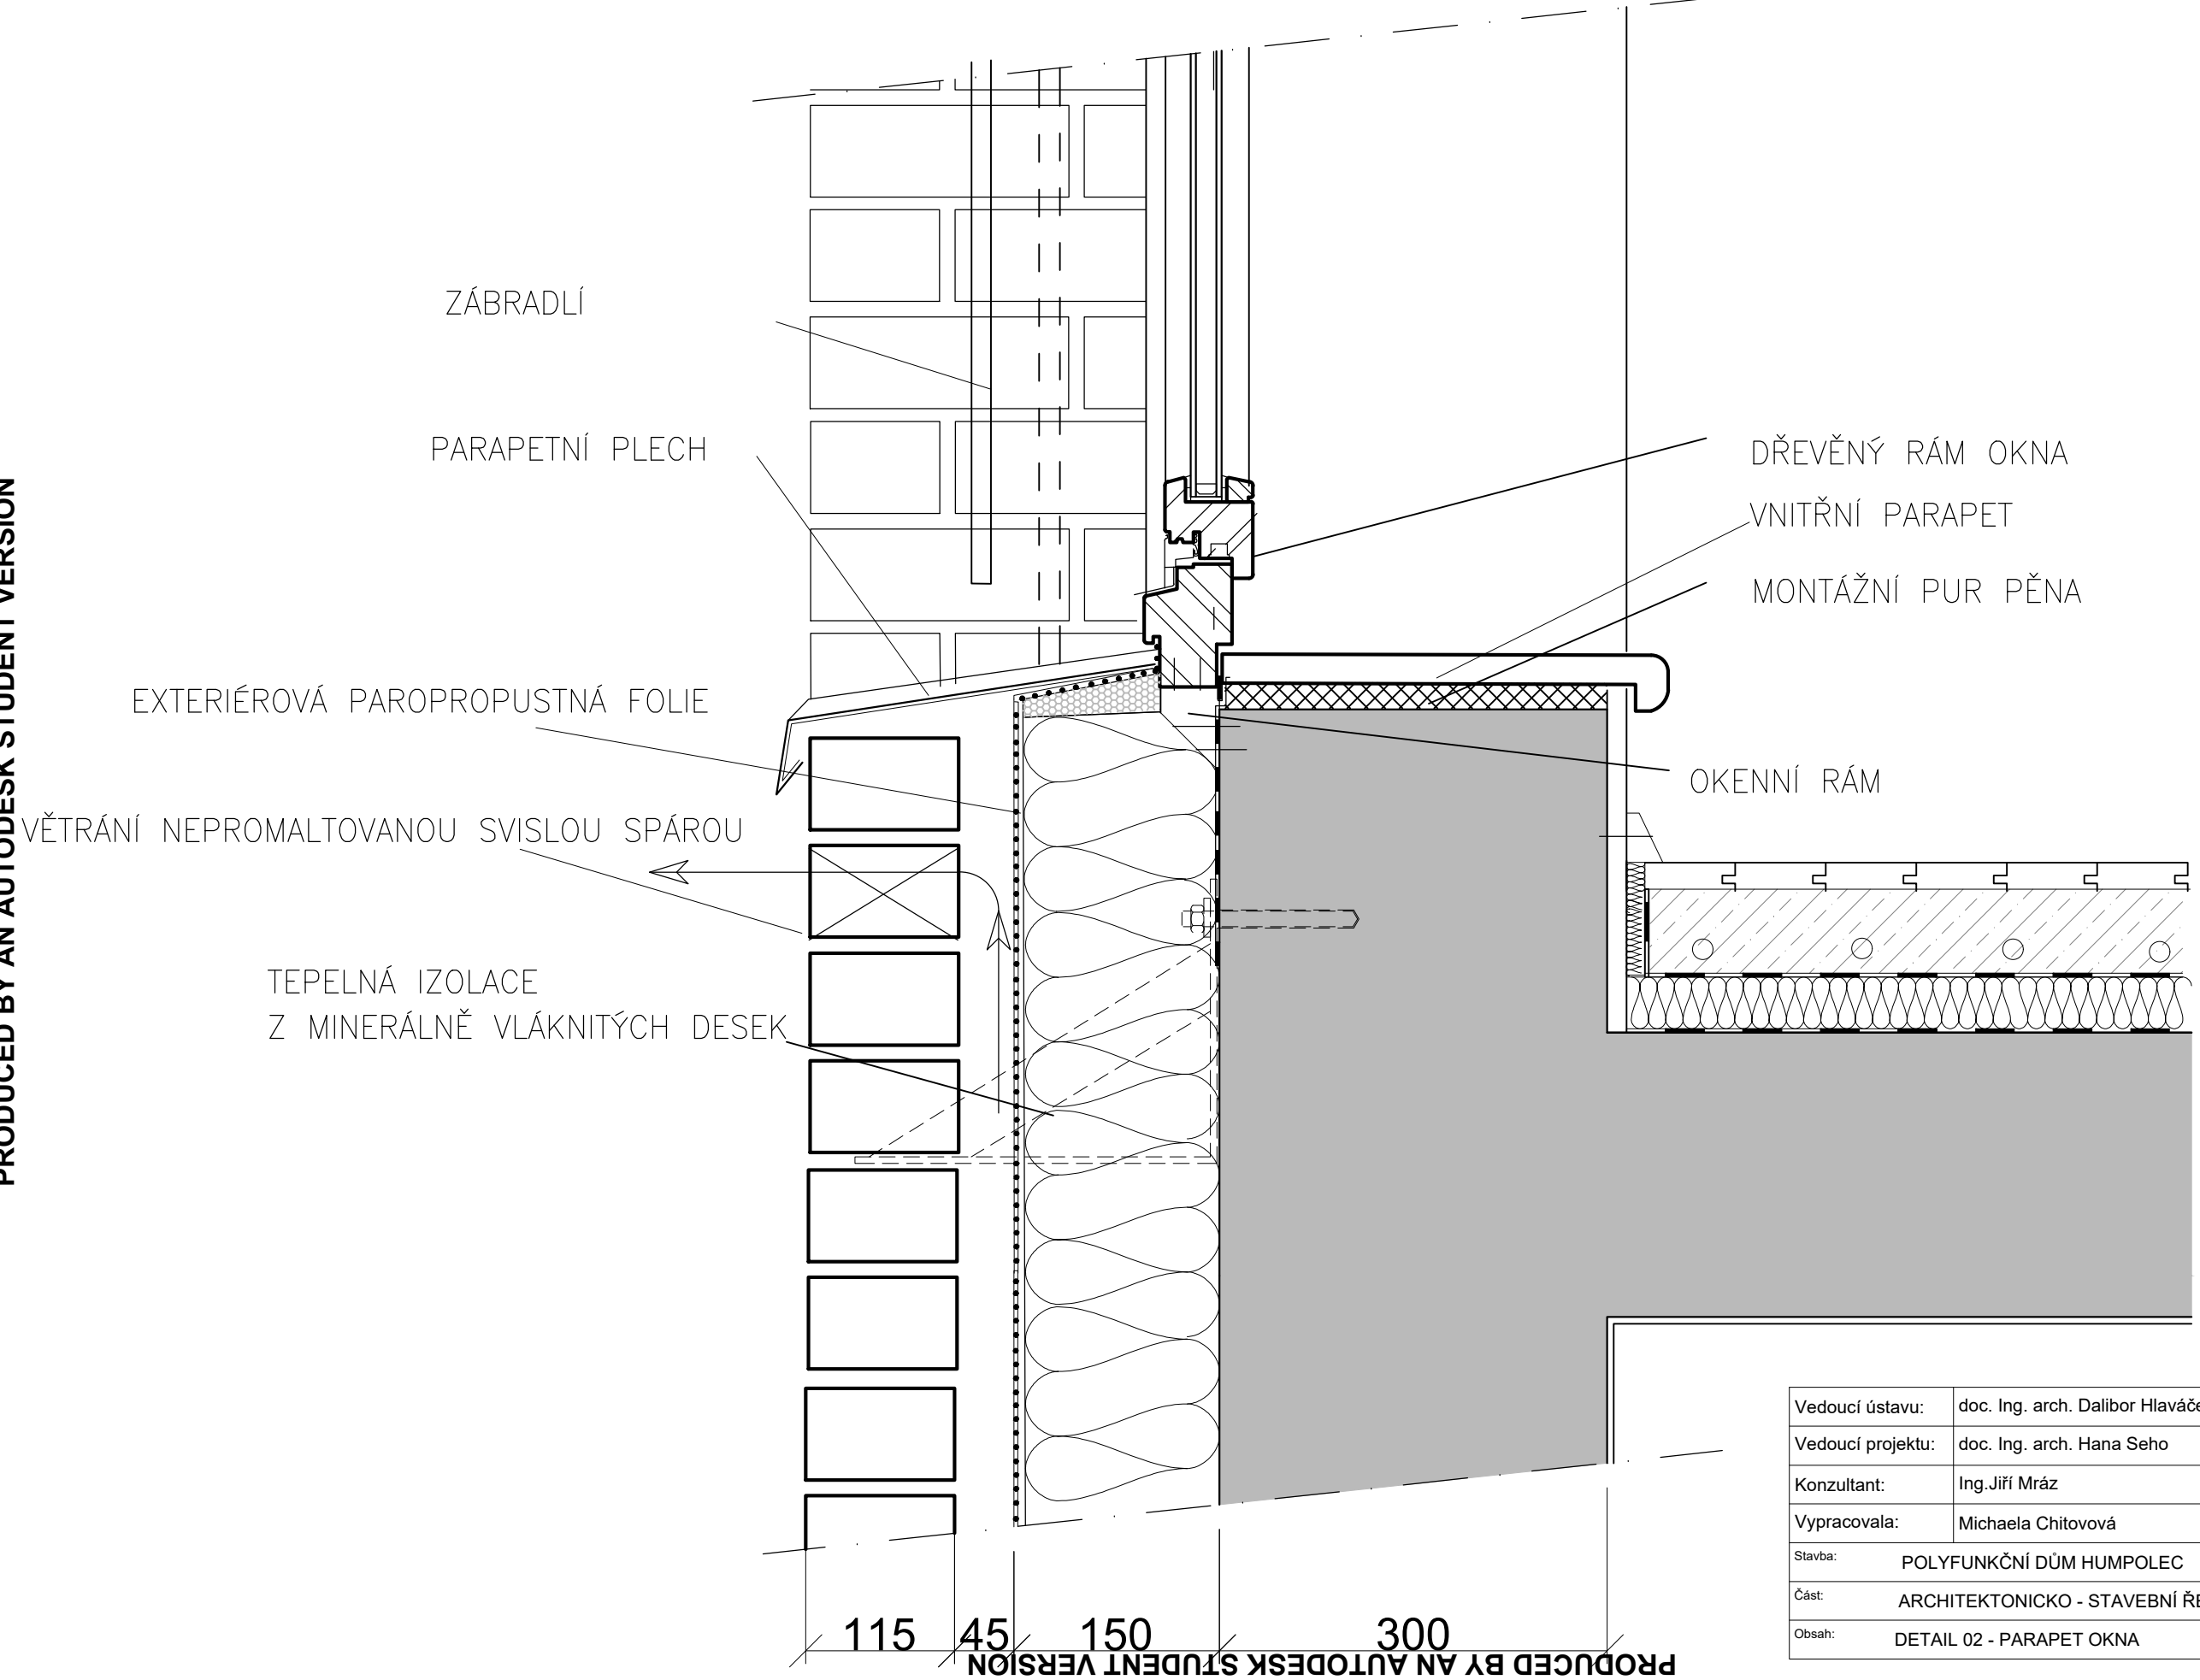 ZÁBRADLÍ
PARAPETNÍ PLECH
EXTERIÉROVÁ PAROPROPUSTNÁ FOLIE
VĚTRÁNÍ NEPROMALTOVANOU SVISLOU SPÁROU
TEPELNÁ IZOLACE
Z MINERÁLNĚ VLÁKNITÝCH DESEK
DŘEVĚNÝ RÁM OKNA
VNITŘNÍ PARAPET
MONTÁŽNÍ PUR PĚNA
OKENNÍ RÁM
115 45 150 300
PRODUCED BY AN AUTODESK STUDENT VERSION
PRODUCED BY AN AUTODESK STUDENT VERSION
Vedoucí ústavu: doc. Ing. arch. Dalibor Hlaváče
Vedoucí projektu: doc. Ing. arch. Hana Seho
Konzultant: Ing.Jiří Mráz
Vypracovala: Michaela Chitovová
Stavba: POLYFUNKČNÍ DŮM HUMPOLEC
Část: ARCHITEKTONICKO - STAVEBNÍ ŘE
Obsah: DETAIL 02 - PARAPET OKNA